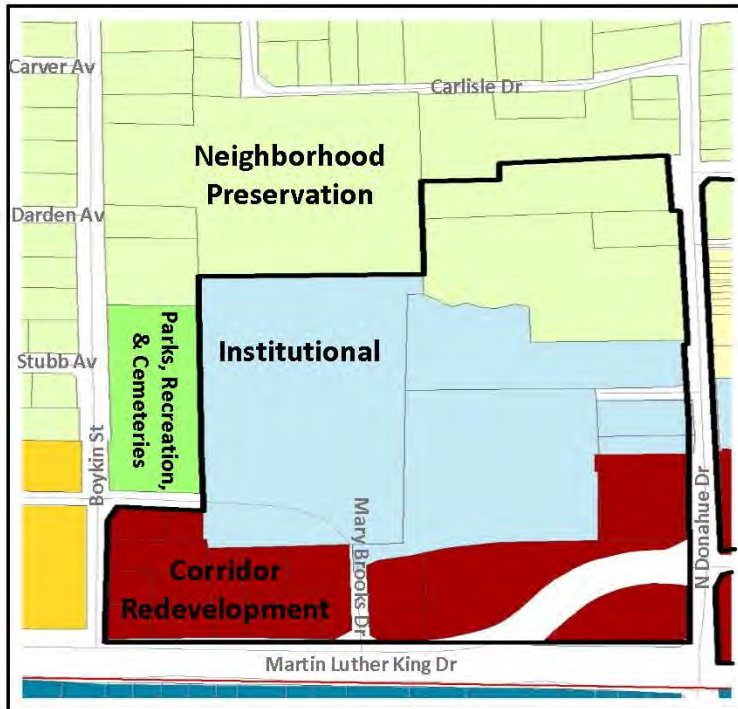 Carver Av
Carlisle Dr
Neighborhood
Preservation
Darden Av
Parks, Recreation,
& Cemeteries
Institutional
Stubb Av
Boykin St
Mary Brooks Dr
N Donahue Dr
Corridor
Redevelopment
Martin Luther King Dr